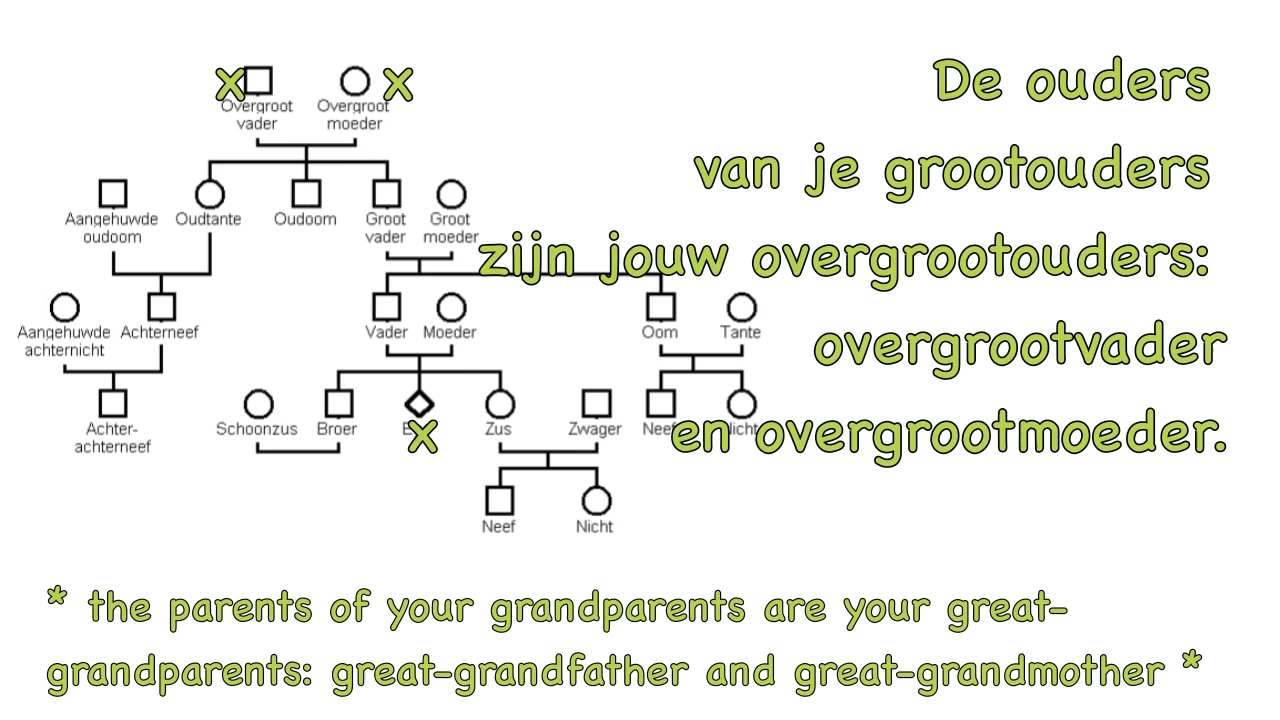 De ouders
van je grootouders
zijn jouw overgrootouders:
overgrootvader
en overgrootmoeder.
x
x
Overgroot
vader
Overgroot
moeder
Aangehuwde
oudoom
Oudtante
Oudoom
Groot
vader
Groot
moeder
Aangehuwde
achternicht
Achterneef
Vader
Moeder
Oom
Tante
Achter-
achterneef
Schoonzus
Broer
x
Zus
Zwager
Neef
Nicht
* the parents of your grandparents are your great-
grandparents: great-grandfather and great-grandmother *